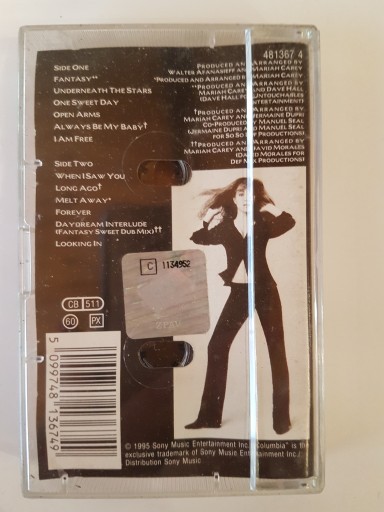 481367 4
SIDE ONE
FANTASY**
UNDERNEATH THE STARS
ONE SWEET DAY
OPEN ARMS
ALWAYS BE MY BABY†
I AM FREE
SIDE TWO
WHEN I SAW YOU
LONG AGO†
MELT AWAY*
FOREVER
DAYDREAM INTERLUDE
(FANTASY SWEET DUB MIX)††
LOOKING IN
PRODUCED AND ARRANGED BY
WALTER AFANASIEFF AND MARIAH CAREY
*PRODUCED AND ARRANGED BY MARIAH CAREY
**PRODUCED AND ARRANGED BY
MARIAH CAREY AND DAVE HALL
(DAVE HALL FOR UNTOUCHABLES
ENTERTAINMENT)
†PRODUCED AND ARRANGED BY
MARIAH CAREY AND JERMAINE DUPRI
CO-PRODUCED BY MANUEL SEAL
(JERMAINE DUPRI AND MANUEL SEAL
FOR SO SO DEF PRODUCTIONS)
††PRODUCED AND ARRANGED BY
MARIAH CAREY AND DAVID MORALES
(DAVID MORALES FOR
DEF MIX PRODUCTIONS)
C 1134952
CB 511
60 PX
5 099748 136749
© 1995 Sony Music Entertainment Inc./"Columbia" is the
exclusive trademark of Sony Music Entertainment Inc./
Distribution Sony Music